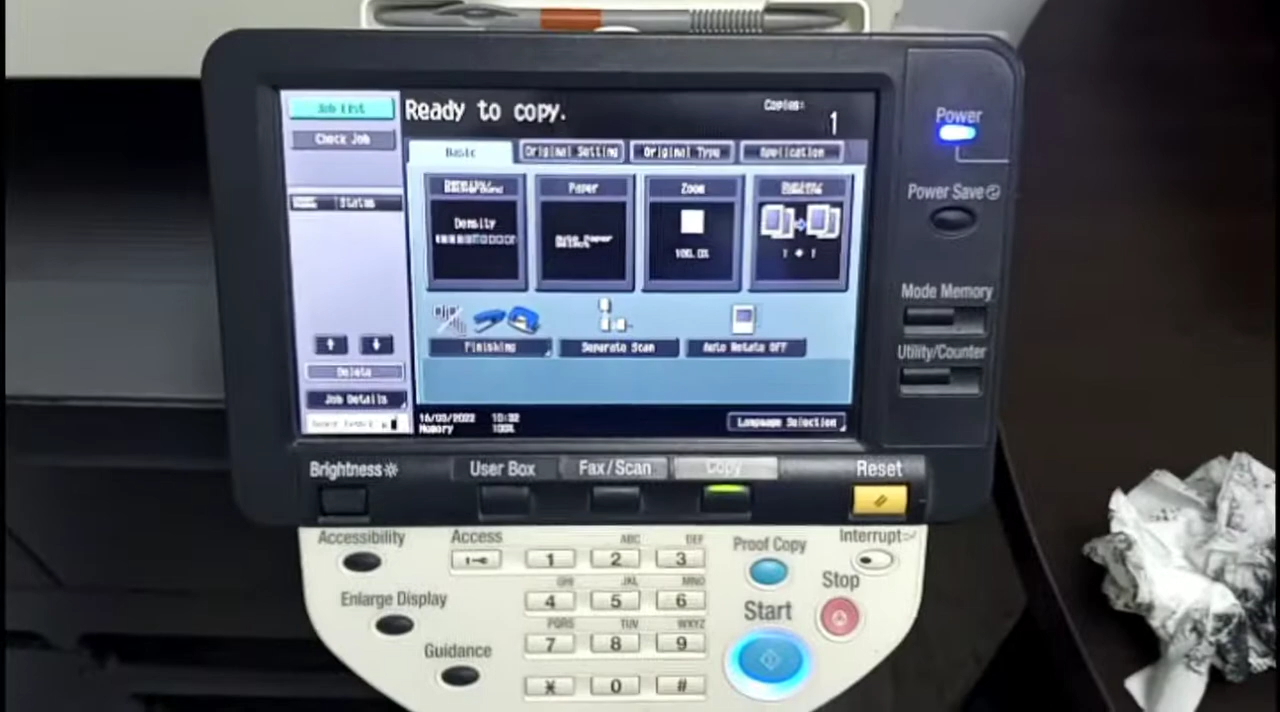 Job List
Ready to copy.
Copies:
1
Check Job
Basic
Original Setting
Original Type
Application
Status
Paper
Zoom
Density
Auto Paper
Select
100.0%
1 1
Finishing
Separate Scan
Auto Rotate OFF
Delete
Job Details
16/03/2022 10:32
Memory 100%
Language Selection
Power
Power Save
Mode Memory
Utility/Counter
Brightness
User Box
Fax/Scan
Copy
Reset
Accessibility
Access
Enlarge Display
Guidance
ABC
DEF
1
2
3
GHI
JKL
MNO
4
5
6
PQRS
TUV
WXYZ
7
8
9
*
0
#
Proof Copy
Interrupt
Stop
Start